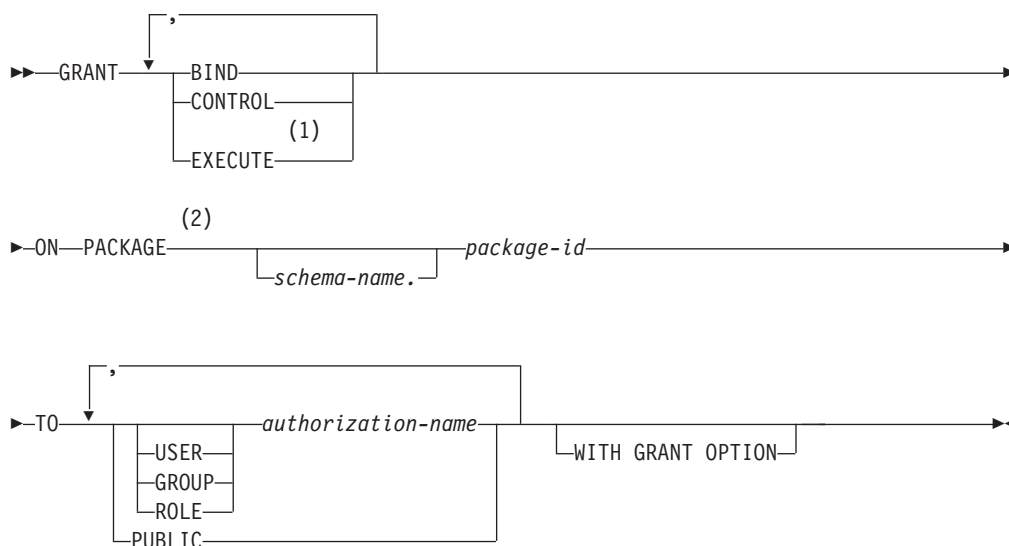 ,
GRANT BIND
CONTROL
(1)
EXECUTE
(2)
ON PACKAGE package-id
schema-name.
,
TO authorization-name
USER WITH GRANT OPTION
GROUP
ROLE
PUBLIC